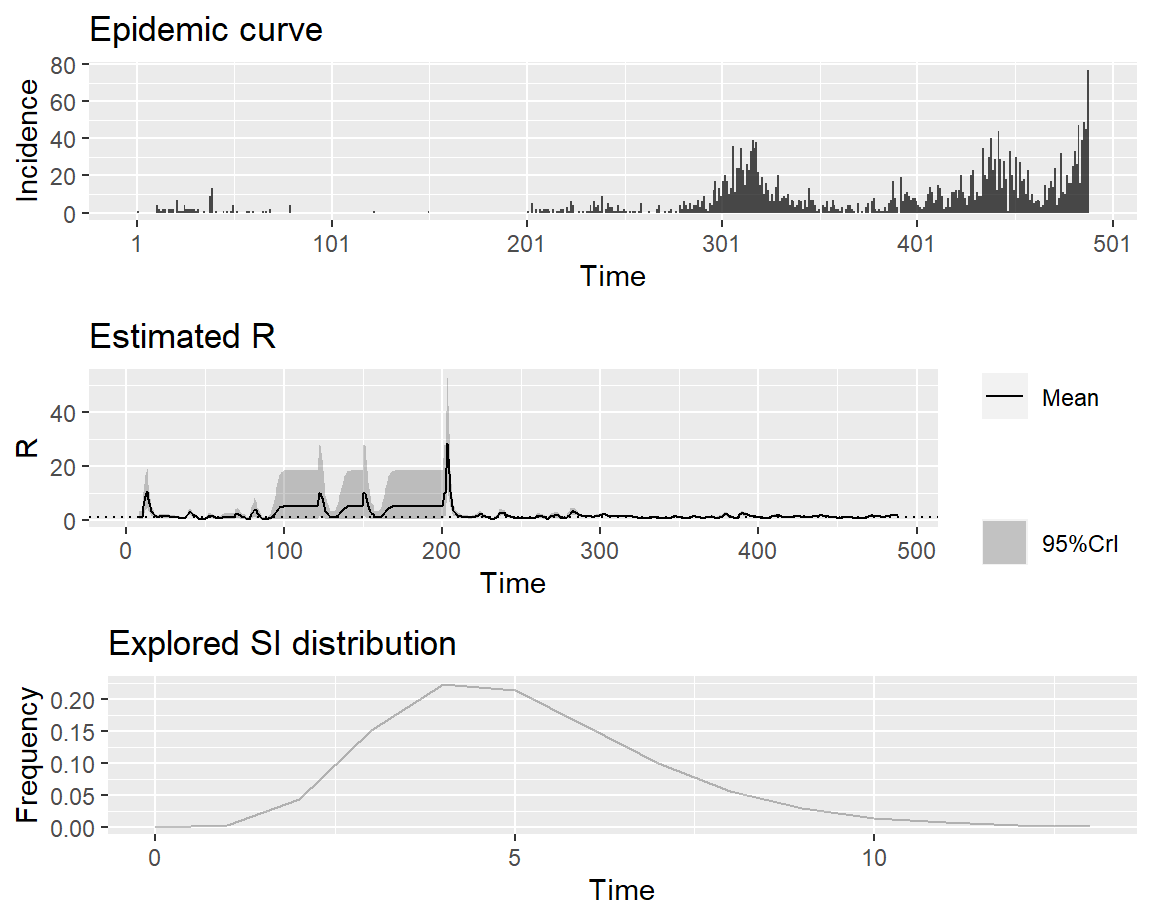 Epidemic curve
80
60
40
20
0
Incidence
1 101 201 301 401 501
Time
Estimated R
40
20
0
R
0 100 200 300 400 500
Time
Mean
95%CrI
Explored SI distribution
0.20
0.15
0.10
0.05
0.00
Frequency
0 5 10
Time